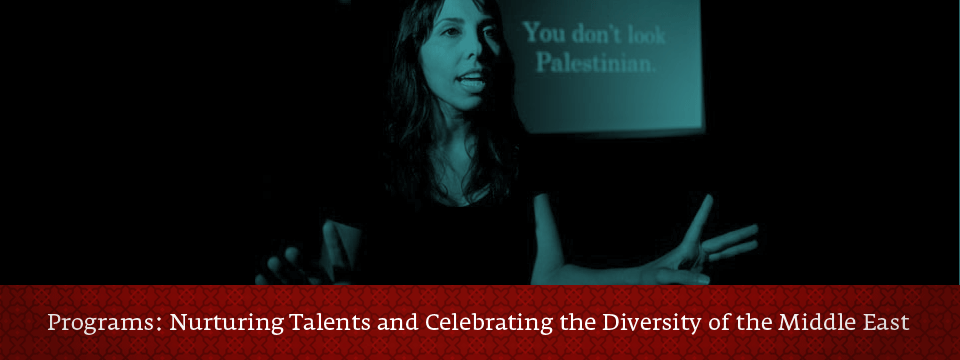 You don't look
Palestinian.
Programs: Nurturing Talents and Celebrating the Diversity of the Middle East